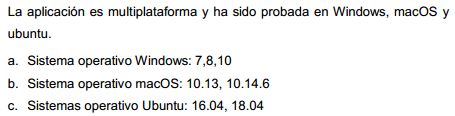 La aplicación es multiplataforma y ha sido probada en Windows, macOS y
ubuntu.
a. Sistema operativo Windows: 7,8,10
b. Sistema operativo macOS: 10.13, 10.14.6
c. Sistemas operativo Ubuntu: 16.04, 18.04